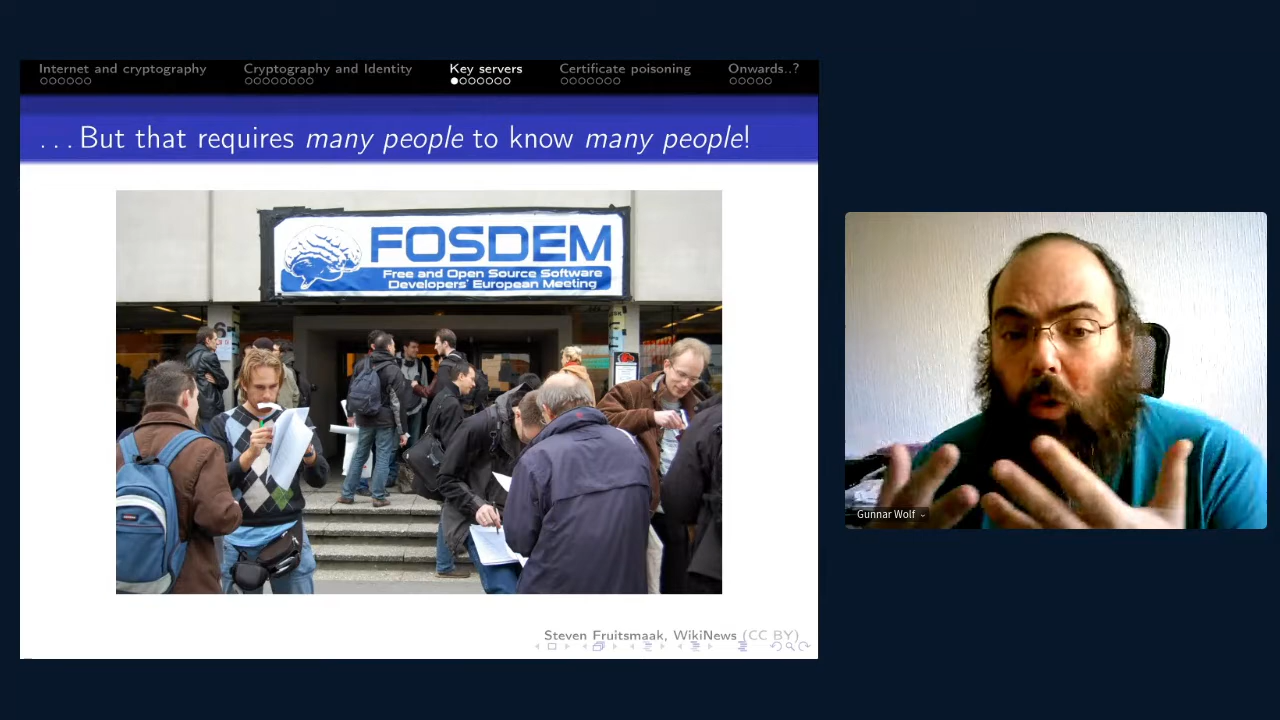 Internet and cryptography Cryptography and Identity Key servers Certificate poisoning Onwards..?
...But that requires many people to know many people!
FOSDEM
Free and Open Source Software
Developers' European Meeting
Gunnar Wolf
Steven Fruitsmaak, WikiNews (CC BY)